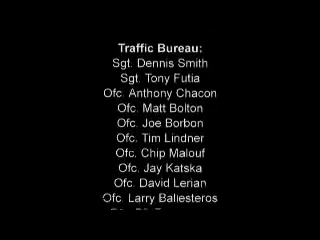 Traffic Bureau:
Sgt. Dennis Smith
Sgt. Tony Futia
Ofc. Anthony Chacon
Ofc. Matt Bolton
Ofc. Joe Borbon
Ofc. Tim Lindner
Ofc. Chip Malouf
Ofc. Jay Katska
Ofc. David Lerian
Ofc. Larry Ballesteros